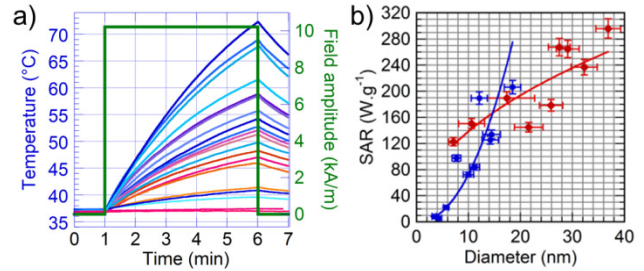 a)
Temperature (°C)
70
65
60
55
50
45
40
35
0 1 2 3 4 5 6 7
Time (min)
10
8
6
4
2
0
Field amplitude (kA/m)
b)
SAR (W.g-1)
320
280
240
200
160
120
80
40
0
0 10 20 30 40
Diameter (nm)